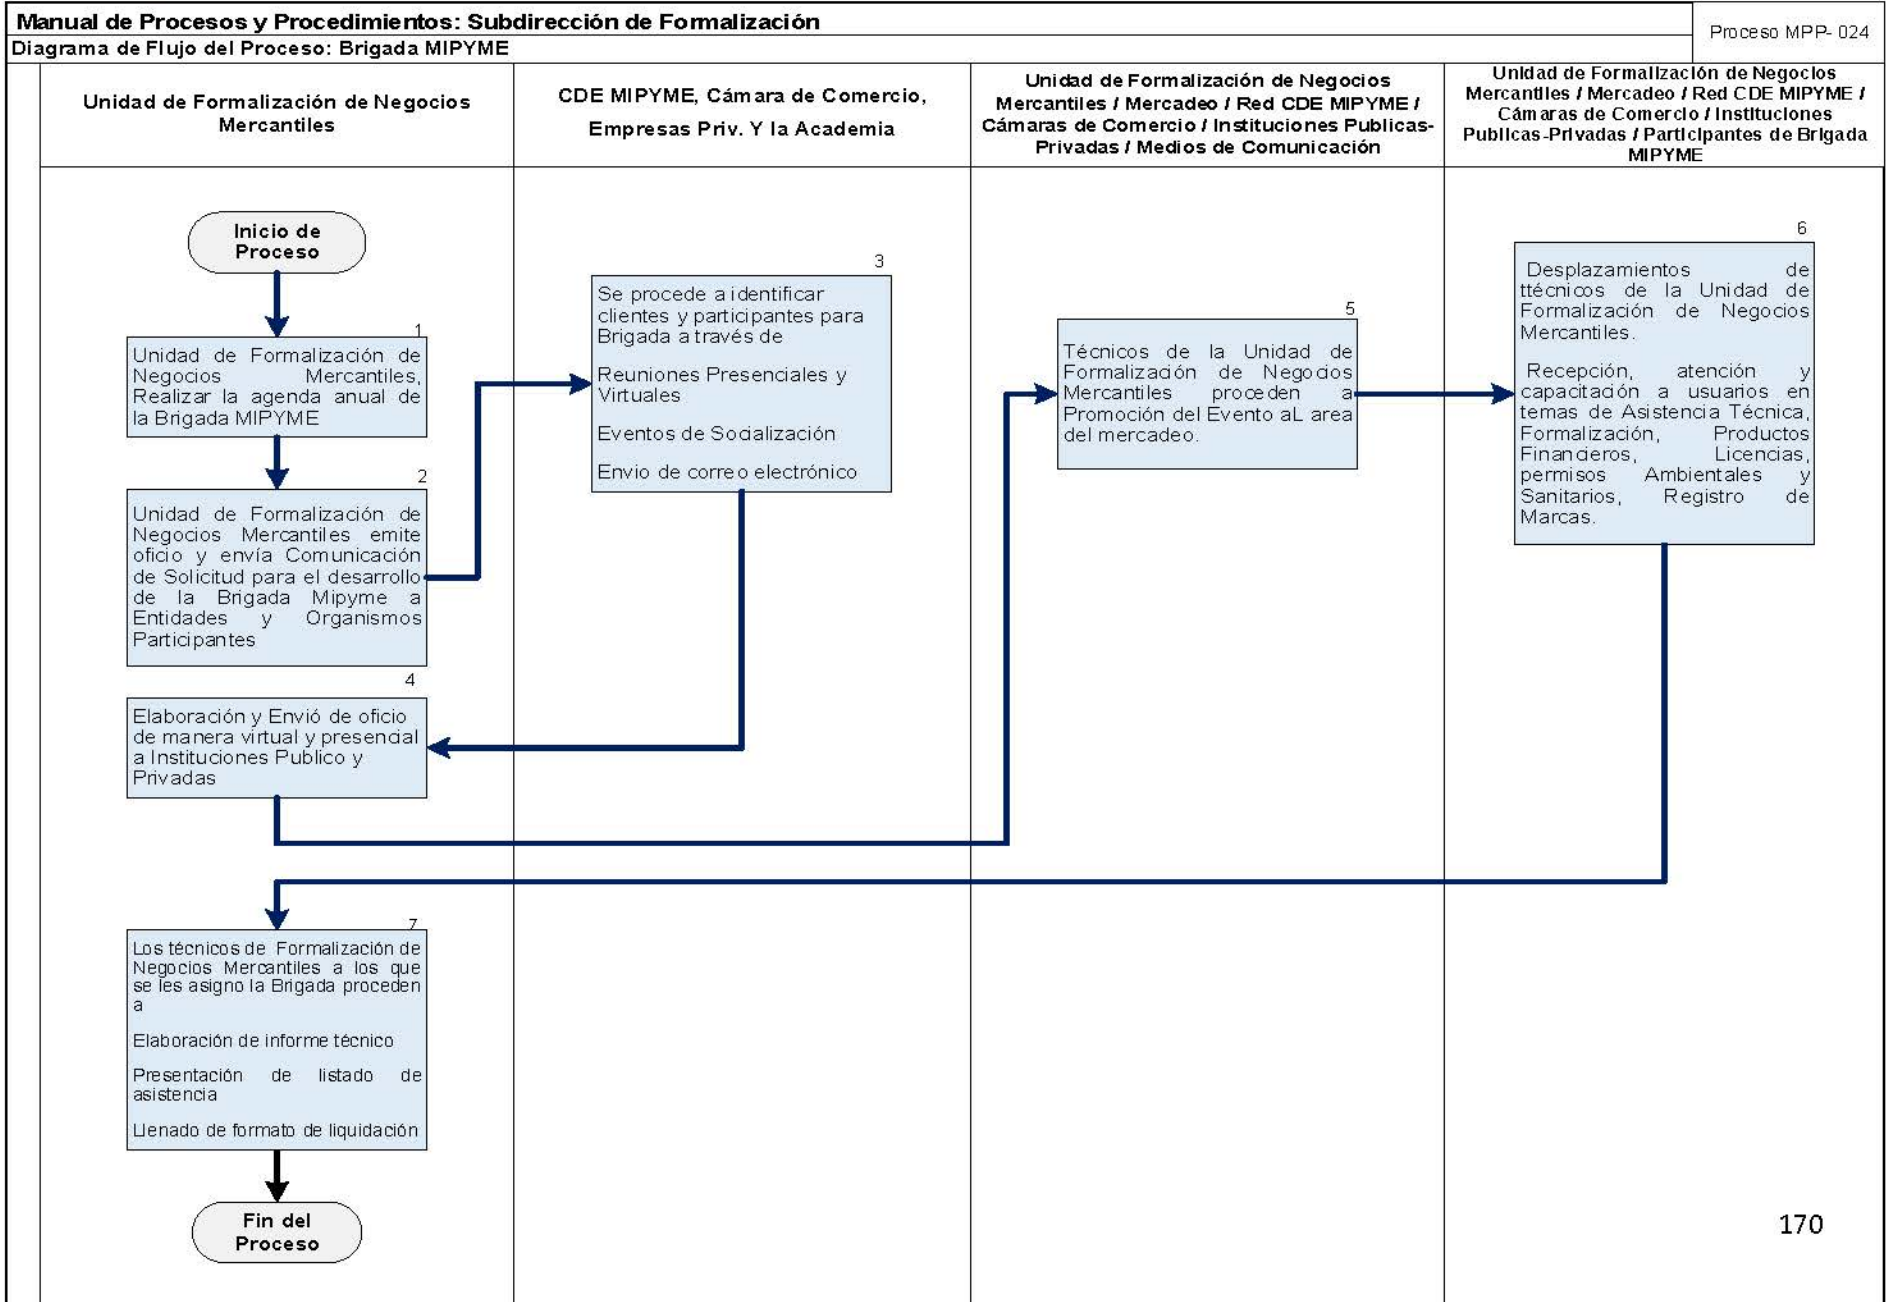 Manual de Procesos y Procedimientos: Subdirección de Formalización
Proceso MPP- 024
Diagrama de Flujo del Proceso: Brigada MIPYME
Unidad de Formalización de Negocios
Mercantiles
CDE MIPYME, Cámara de Comercio,
Empresas Priv. Y la Academia
Unidad de Formalización de Negocios
Mercantiles / Mercadeo / Red CDE MIPYME /
Cámaras de Comercio / Instituciones Publicas-
Privadas / Medios de Comunicación
Unidad de Formalización de Negocios
Mercantiles / Mercadeo / Red CDE MIPYME /
Cámaras de Comercio / Instituciones
Publicas-Privadas / Participantes de Brigada
MIPYME
Inicio de
Proceso
1
Unidad de Formalización de
Negocios Mercantiles,
Realizar la agenda anual de
la Brigada MIPYME
2
Unidad de Formalización de
Negocios Mercantiles emite
oficio y envía Comunicación
de Solicitud para el desarrollo
de la Brigada Mipyme a
Entidades y Organismos
Participantes
3
Se procede a identificar
clientes y participantes para
Brigada a través de
Reuniones Presenciales y
Virtuales
Eventos de Socialización
Envio de correo electrónico
4
Elaboración y Envió de oficio
de manera virtual y presencial
a Instituciones Publico y
Privadas
5
Técnicos de la Unidad de
Formalización de Negocios
Mercantiles proceden a
Promoción del Evento aL area
del mercadeo.
6
Desplazamientos de
ttécnicos de la Unidad de
Formalización de Negocios
Mercantiles.
Recepción, atención y
capacitación a usuarios en
temas de Asistencia Técnica,
Formalización, Productos
Financieros, Licencias,
permisos Ambientales y
Sanitarios, Registro de
Marcas.
7
Los técnicos de Formalización de
Negocios Mercantiles a los que
se les asigno la Brigada proceden
a
Elaboración de informe técnico
Presentación de listado de
asistencia
Llenado de formato de liquidación
Fin del
Proceso
170